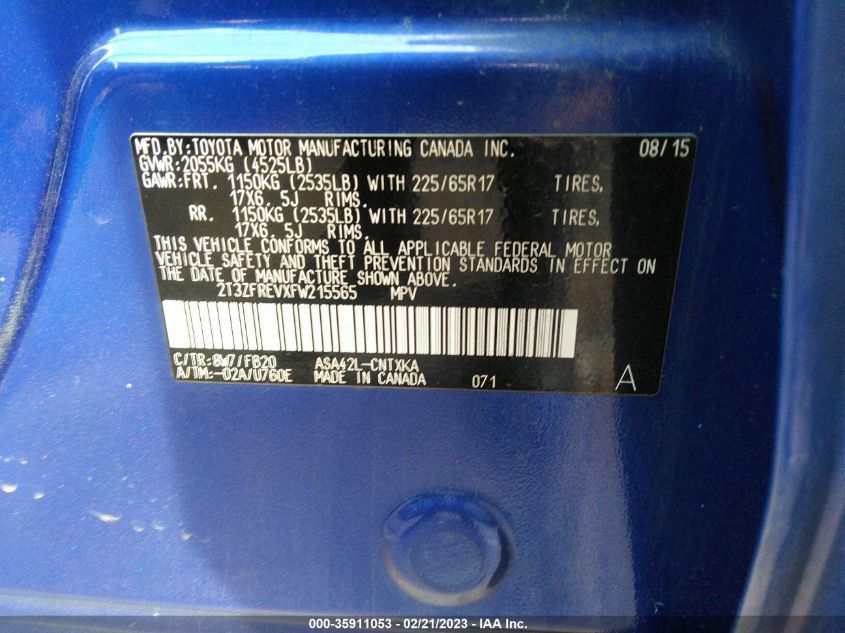 MFD.BY:TOYOTA MOTOR MANUFACTURING CANADA INC. 08/15
GVWR:2055KG (4525LB)
GAWR:FRT. 1150KG (2535LB) WITH 225/65R17 TIRES,
17X6. 5J RIMS.
RR. 1150KG (2535LB) WITH 225/65R17 TIRES,
17X6. 5J RIMS.
THIS VEHICLE CONFORMS TO ALL APPLICABLE FEDERAL MOTOR
VEHICLE SAFETY AND THEFT PREVENTION STANDARDS IN EFFECT ON
THE DATE OF MANUFACTURE SHOWN ABOVE.
2T3ZFREVXFW215565 MPV
C/TR:8W7/FB20 ASA42L-CNTXKA
A/TM:-02A/U760E MADE IN CANADA 071 A
000-35911053 - 02/21/2023 - IAA Inc.